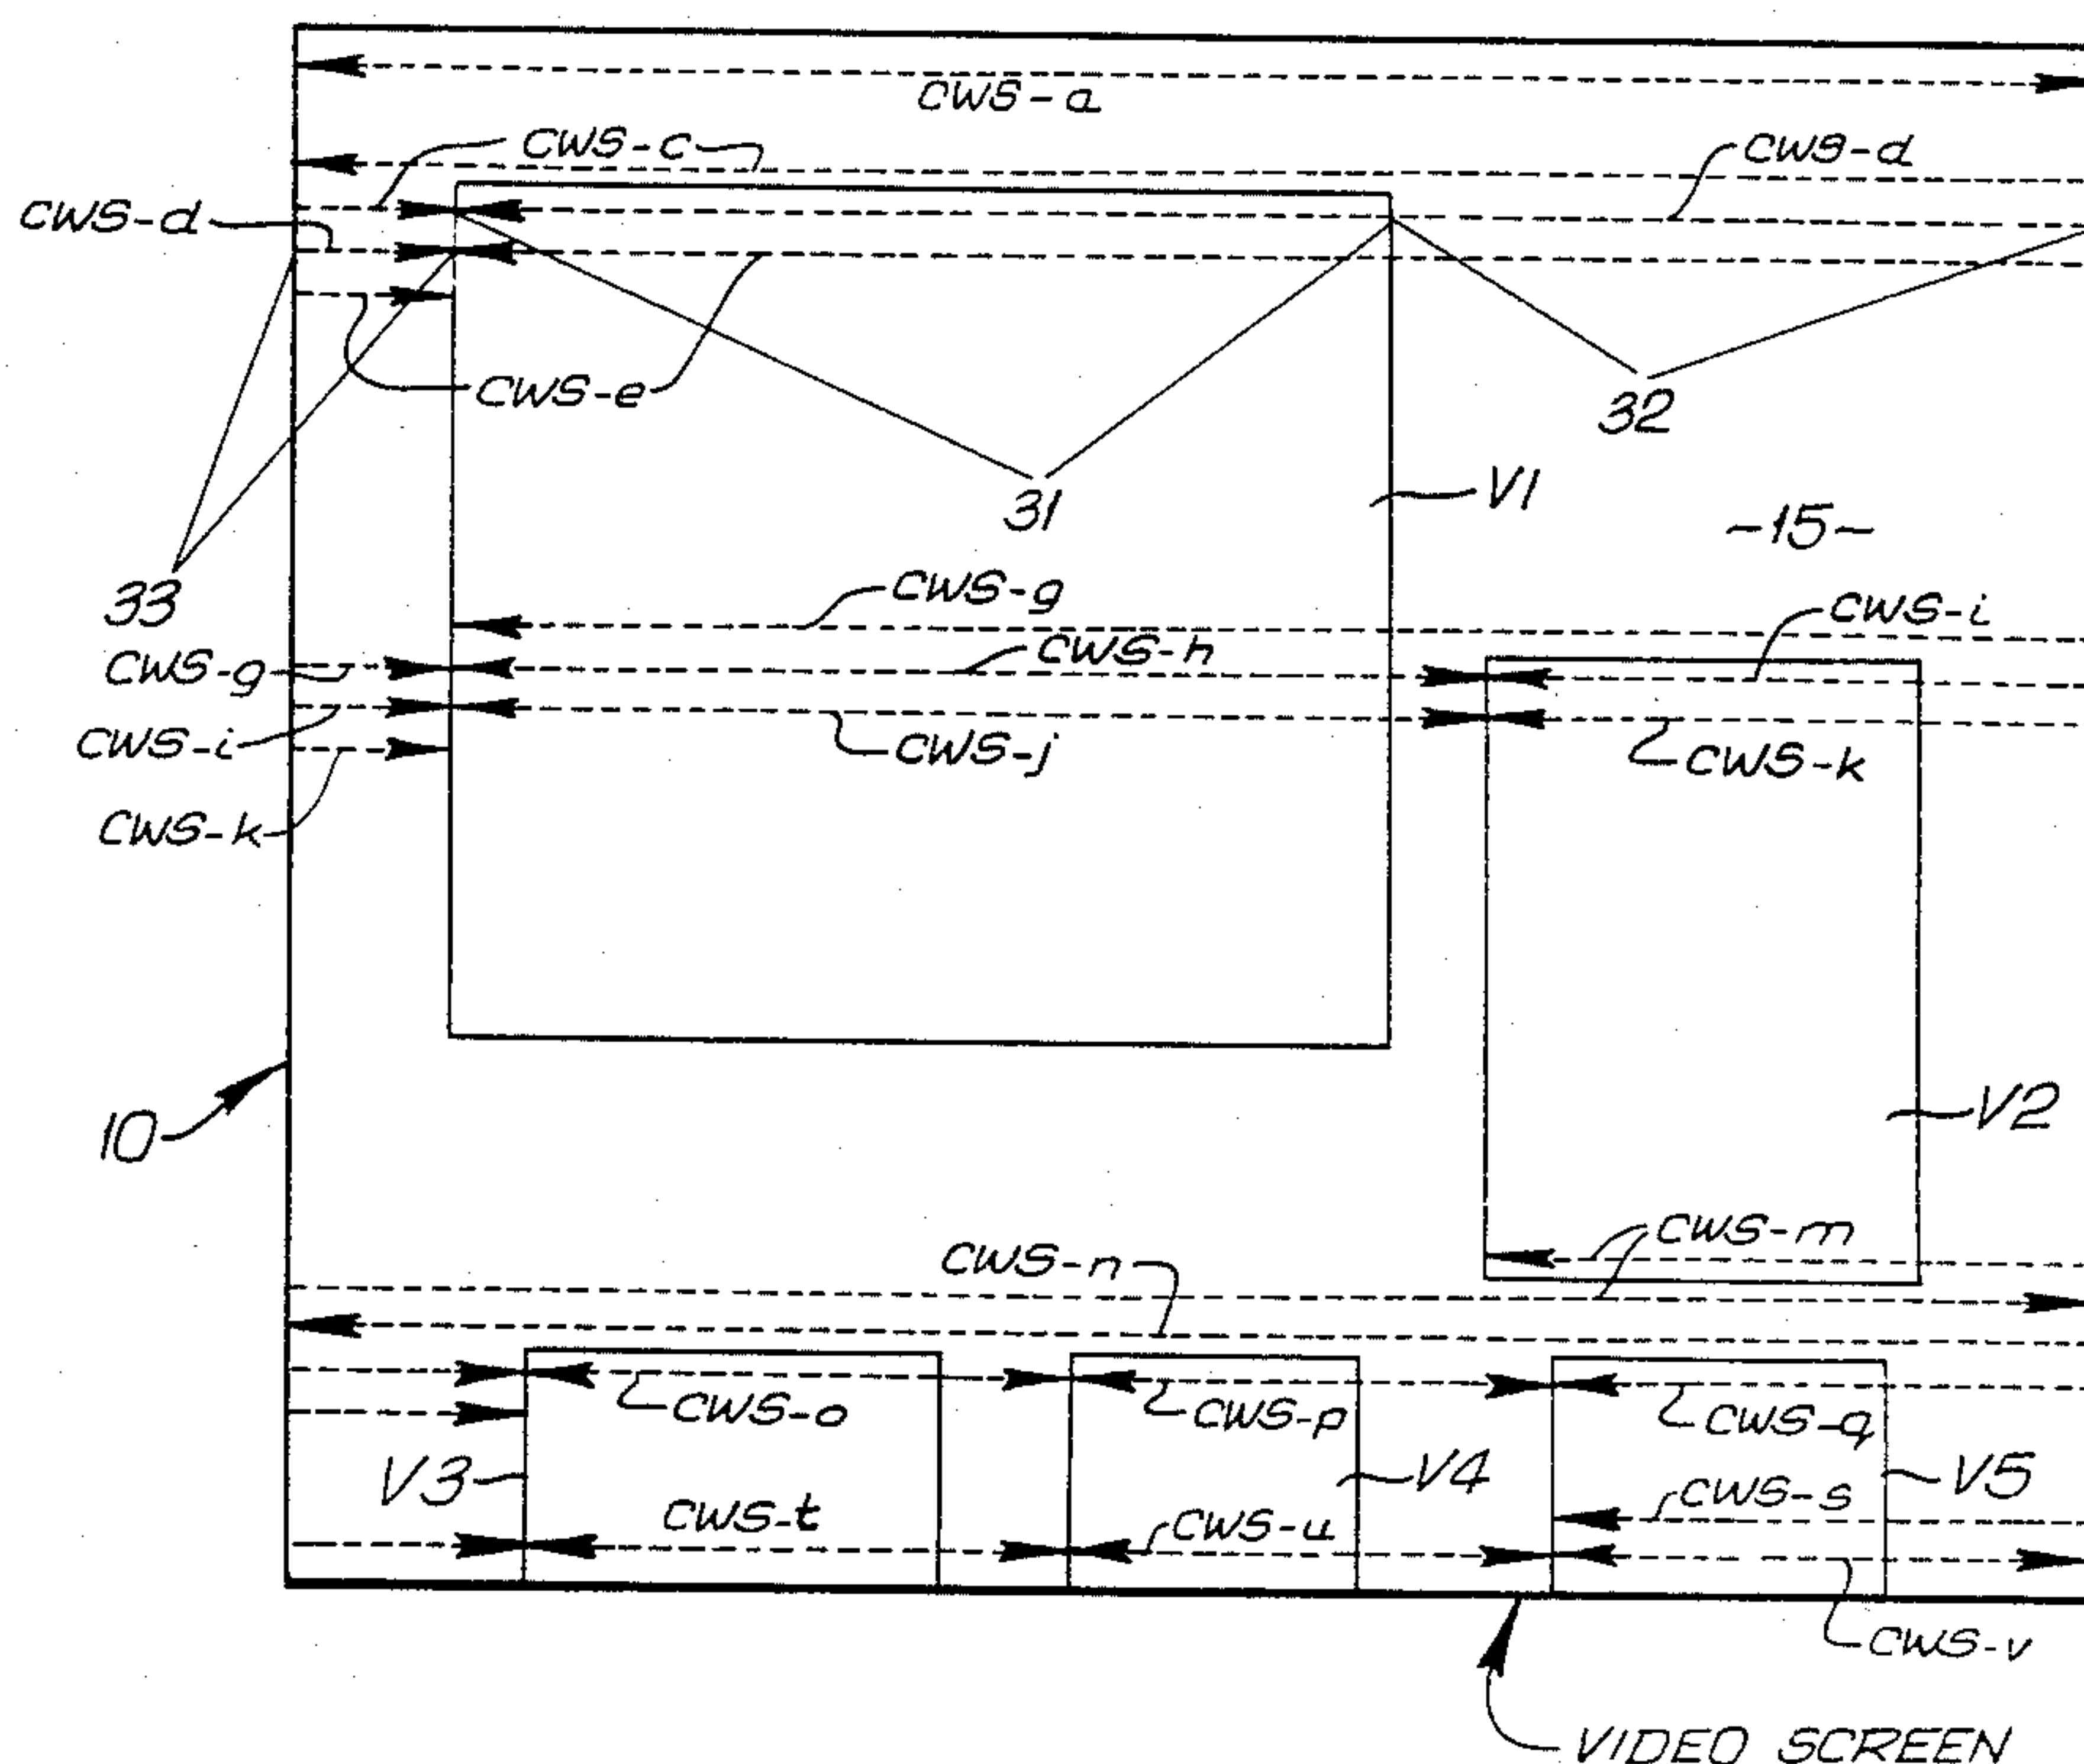 CWS-a
CWS-c
CWS-d
CWS-d
CWS-e
32
31
V1
-15-
33
CWS-g
CWS-i
CWS-h
CWS-g
CWS-i
CWS-j
CWS-k
CWS-k
10
V2
CWS-m
CWS-n
CWS-o
CWS-p
CWS-q
V3
V4
V5
CWS-s
CWS-t
CWS-u
CWS-v
VIDEO SCREEN